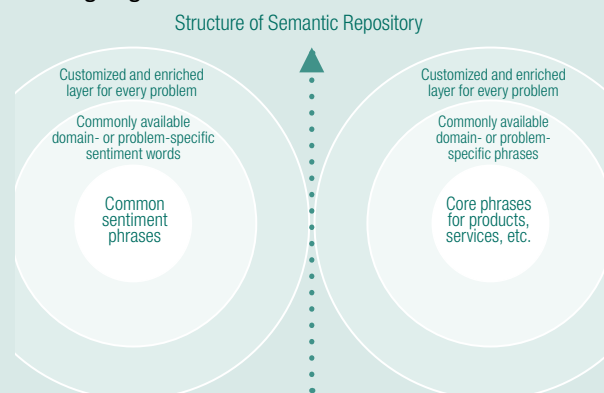 Structure of Semantic Repository
Customized and enriched
layer for every problem
Commonly available
domain- or problem-specific
sentiment words
Common
sentiment
phrases
Customized and enriched
layer for every problem
Commonly available
domain- or problem-
specific phrases
Core phrases
for products,
services, etc.